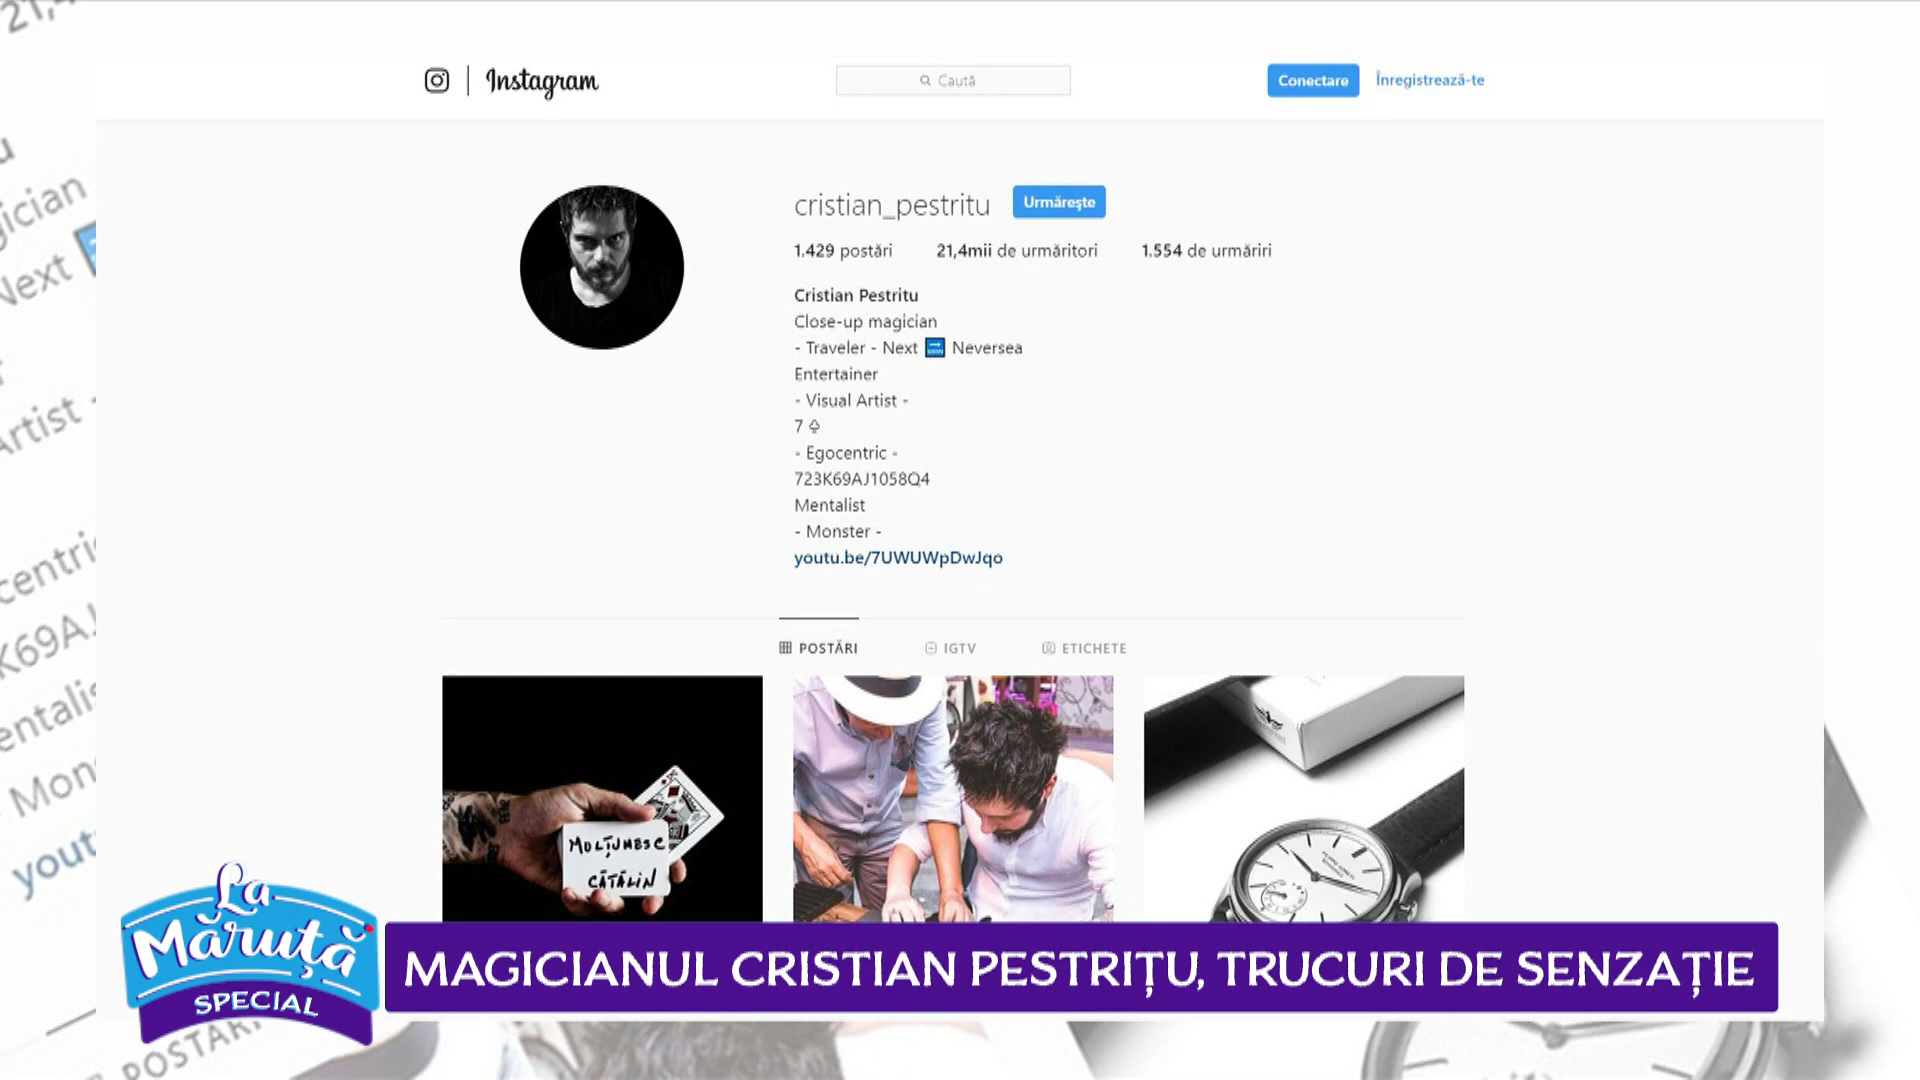 Instagram
Caută
Conectare
Înregistrează-te
cristian_pestritu
Urmărește
1.429 postări
21,4mii de urmăritori
1.554 de urmăriri
Cristian Pestritu
Close-up magician
- Traveler - Next 🔜 Neversea
Entertainer
- Visual Artist -
7 ♤
- Egocentric -
723K69AJ1058Q4
Mentalist
- Monster -
youtu.be/7UWUWpDwJqo
POSTĂRI
IGTV
ETICHETE
MULȚUMESC
CĂTĂLIN
La
Măruță
SPECIAL
MAGICIANUL CRISTIAN PESTRIȚU, TRUCURI DE SENZAȚIE